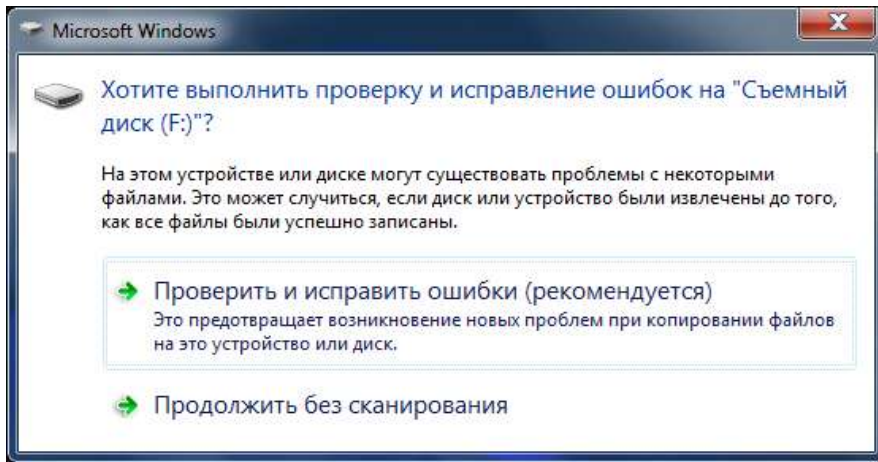 Microsoft Windows
Хотите выполнить проверку и исправление ошибок на "Съемный
диск (F:)"?
На этом устройстве или диске могут существовать проблемы с некоторыми
файлами. Это может случиться, если диск или устройство были извлечены до того,
как все файлы были успешно записаны.
Проверить и исправить ошибки (рекомендуется)
Это предотвращает возникновение новых проблем при копировании файлов
на это устройство или диск.
Продолжить без сканирования